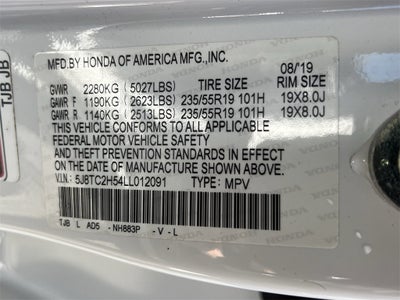 TJB JB
MFD.BY HONDA OF AMERICA MFG.,INC. 08/19
GVWR 2280KG (5027LBS) TIRE SIZE RIM SIZE
GAWR F 1190KG (2623LBS) 235/55R19 101H 19X8.0J
GAWR R 1140KG (2513LBS) 235/55R19 101H 19X8.0J
THIS VEHICLE CONFORMS TO ALL APPLICABLE
FEDERAL MOTOR VEHICLE SAFETY
AND THEFT PREVENTION STANDARDS IN EFFECT
ON THE DATE OF MANUFACTURE SHOWN ABOVE.
V.I.N.: 5J8TC2H54LL012091 TYPE: MPV
TJB L AD5 -NH883P -V-L